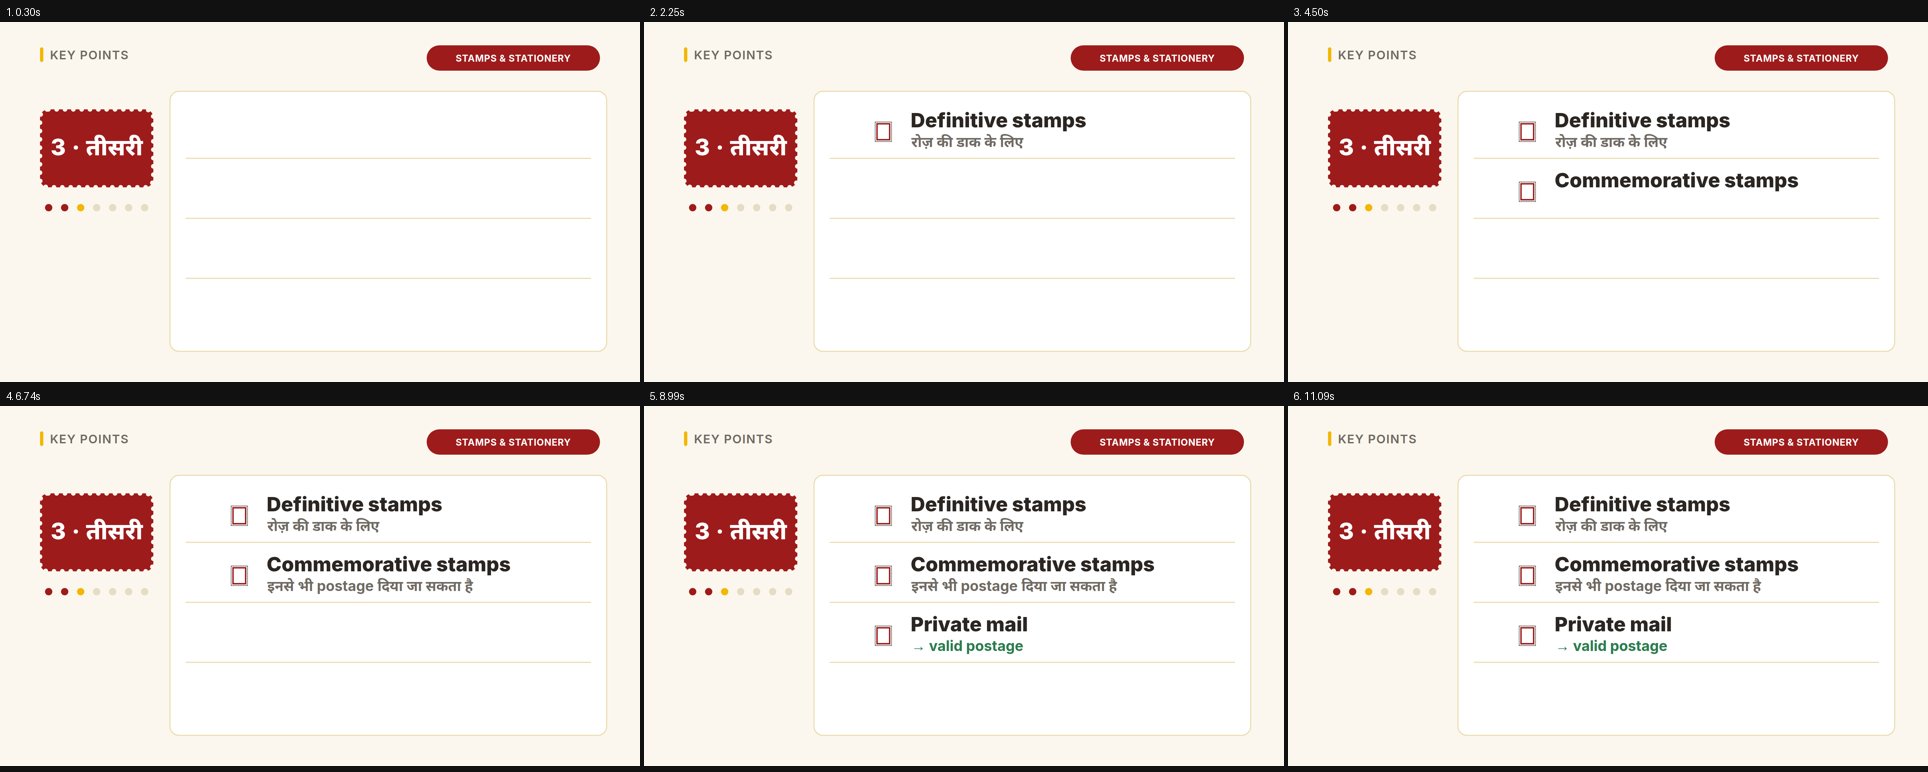 1. 0.30s
KEY POINTS
STAMPS & STATIONERY
3 · तीसरी
2. 2.25s
KEY POINTS
STAMPS & STATIONERY
3 · तीसरी
Definitive stamps
रोज़ की डाक के लिए
3. 4.50s
KEY POINTS
STAMPS & STATIONERY
3 · तीसरी
Definitive stamps
रोज़ की डाक के लिए
Commemorative stamps
4. 6.74s
KEY POINTS
STAMPS & STATIONERY
3 · तीसरी
Definitive stamps
रोज़ की डाक के लिए
Commemorative stamps
इनसे भी postage दिया जा सकता है
5. 8.99s
KEY POINTS
STAMPS & STATIONERY
3 · तीसरी
Definitive stamps
रोज़ की डाक के लिए
Commemorative stamps
इनसे भी postage दिया जा सकता है
Private mail
→ valid postage
6. 11.09s
KEY POINTS
STAMPS & STATIONERY
3 · तीसरी
Definitive stamps
रोज़ की डाक के लिए
Commemorative stamps
इनसे भी postage दिया जा सकता है
Private mail
→ valid postage